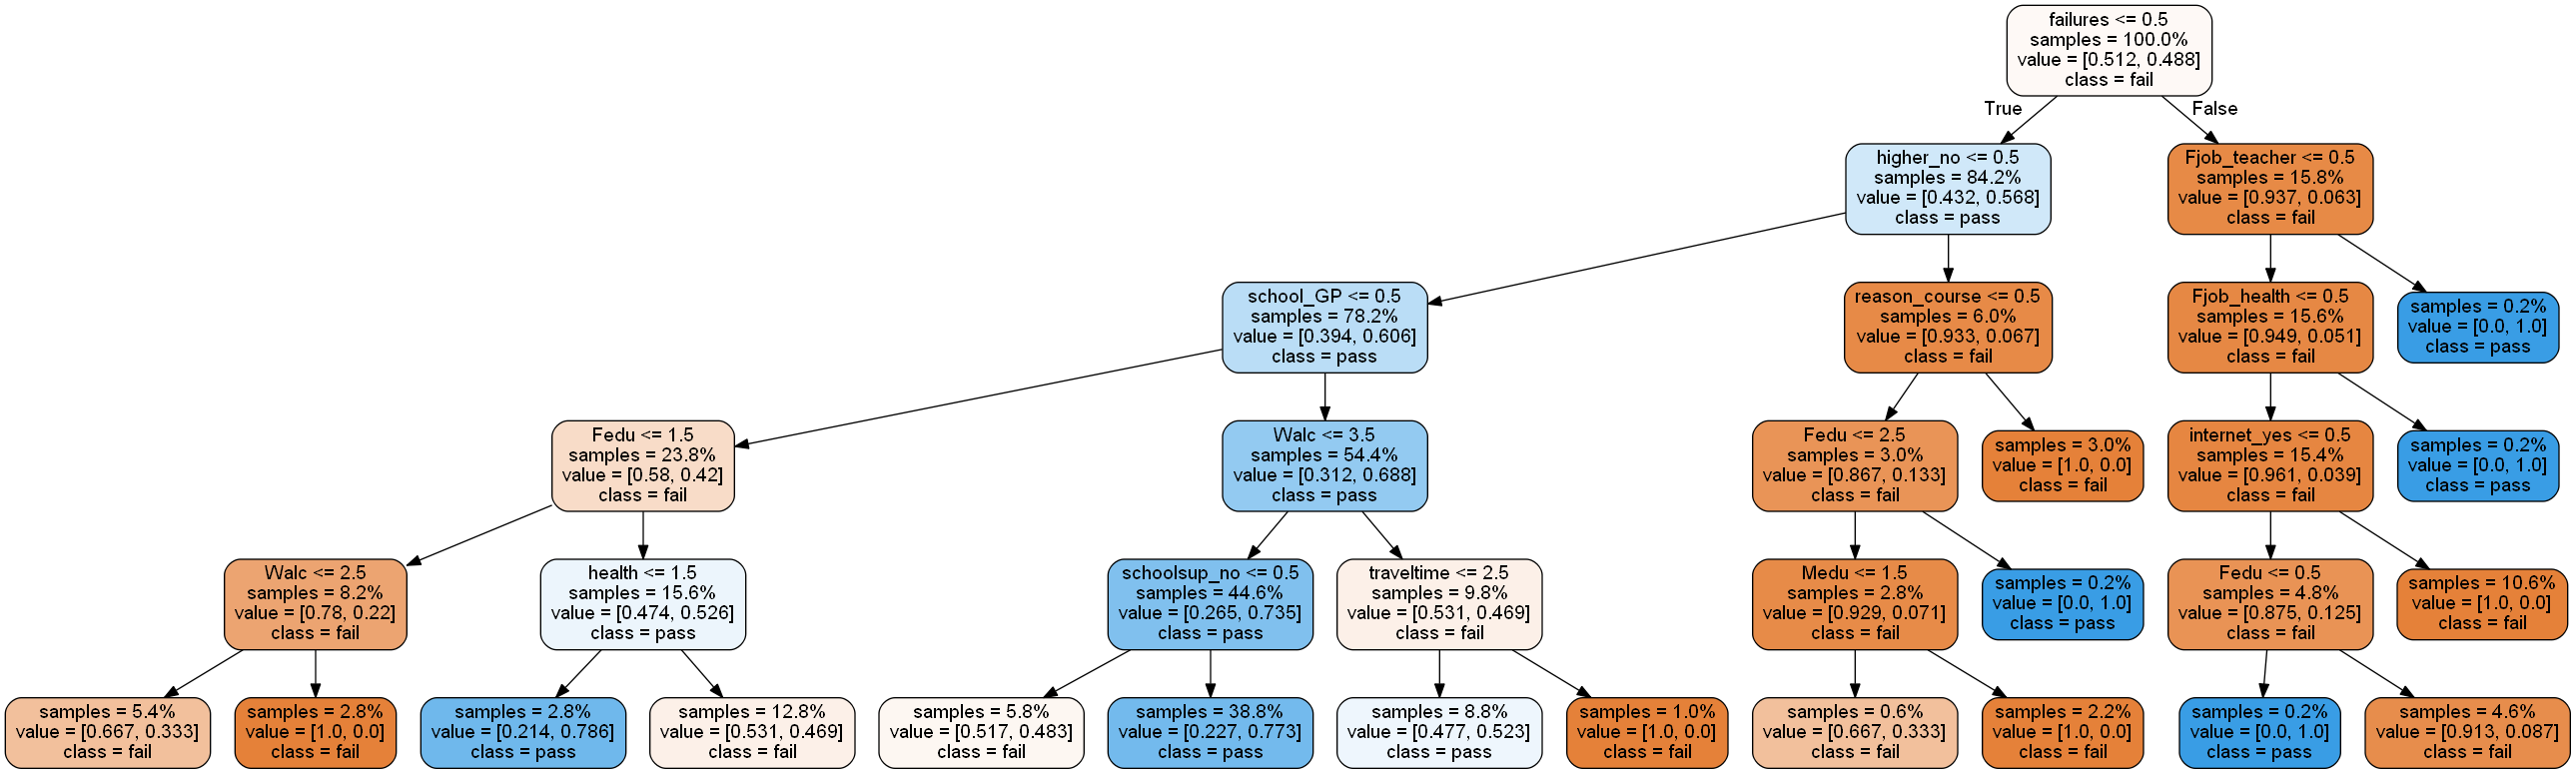 failures <= 0.5
samples = 100.0%
value = [0.512, 0.488]
class = fail
True
False
higher_no <= 0.5
samples = 84.2%
value = [0.432, 0.568]
class = pass
Fjob_teacher <= 0.5
samples = 15.8%
value = [0.937, 0.063]
class = fail
school_GP <= 0.5
samples = 78.2%
value = [0.394, 0.606]
class = pass
reason_course <= 0.5
samples = 6.0%
value = [0.933, 0.067]
class = fail
Fjob_health <= 0.5
samples = 15.6%
value = [0.949, 0.051]
class = fail
samples = 0.2%
value = [0.0, 1.0]
class = pass
Fedu <= 1.5
samples = 23.8%
value = [0.58, 0.42]
class = fail
Walc <= 3.5
samples = 54.4%
value = [0.312, 0.688]
class = pass
Fedu <= 2.5
samples = 3.0%
value = [0.867, 0.133]
class = fail
samples = 3.0%
value = [1.0, 0.0]
class = fail
internet_yes <= 0.5
samples = 15.4%
value = [0.961, 0.039]
class = fail
samples = 0.2%
value = [0.0, 1.0]
class = pass
Walc <= 2.5
samples = 8.2%
value = [0.78, 0.22]
class = fail
health <= 1.5
samples = 15.6%
value = [0.474, 0.526]
class = pass
schoolsup_no <= 0.5
samples = 44.6%
value = [0.265, 0.735]
class = pass
traveltime <= 2.5
samples = 9.8%
value = [0.531, 0.469]
class = fail
Medu <= 1.5
samples = 2.8%
value = [0.929, 0.071]
class = fail
samples = 0.2%
value = [0.0, 1.0]
class = pass
Fedu <= 0.5
samples = 4.8%
value = [0.875, 0.125]
class = fail
samples = 10.6%
value = [1.0, 0.0]
class = fail
samples = 5.4%
value = [0.667, 0.333]
class = fail
samples = 2.8%
value = [1.0, 0.0]
class = fail
samples = 2.8%
value = [0.214, 0.786]
class = pass
samples = 12.8%
value = [0.531, 0.469]
class = fail
samples = 5.8%
value = [0.517, 0.483]
class = fail
samples = 38.8%
value = [0.227, 0.773]
class = pass
samples = 8.8%
value = [0.477, 0.523]
class = pass
samples = 1.0%
value = [1.0, 0.0]
class = fail
samples = 0.6%
value = [0.667, 0.333]
class = fail
samples = 2.2%
value = [1.0, 0.0]
class = fail
samples = 0.2%
value = [0.0, 1.0]
class = pass
samples = 4.6%
value = [0.913, 0.087]
class = fail